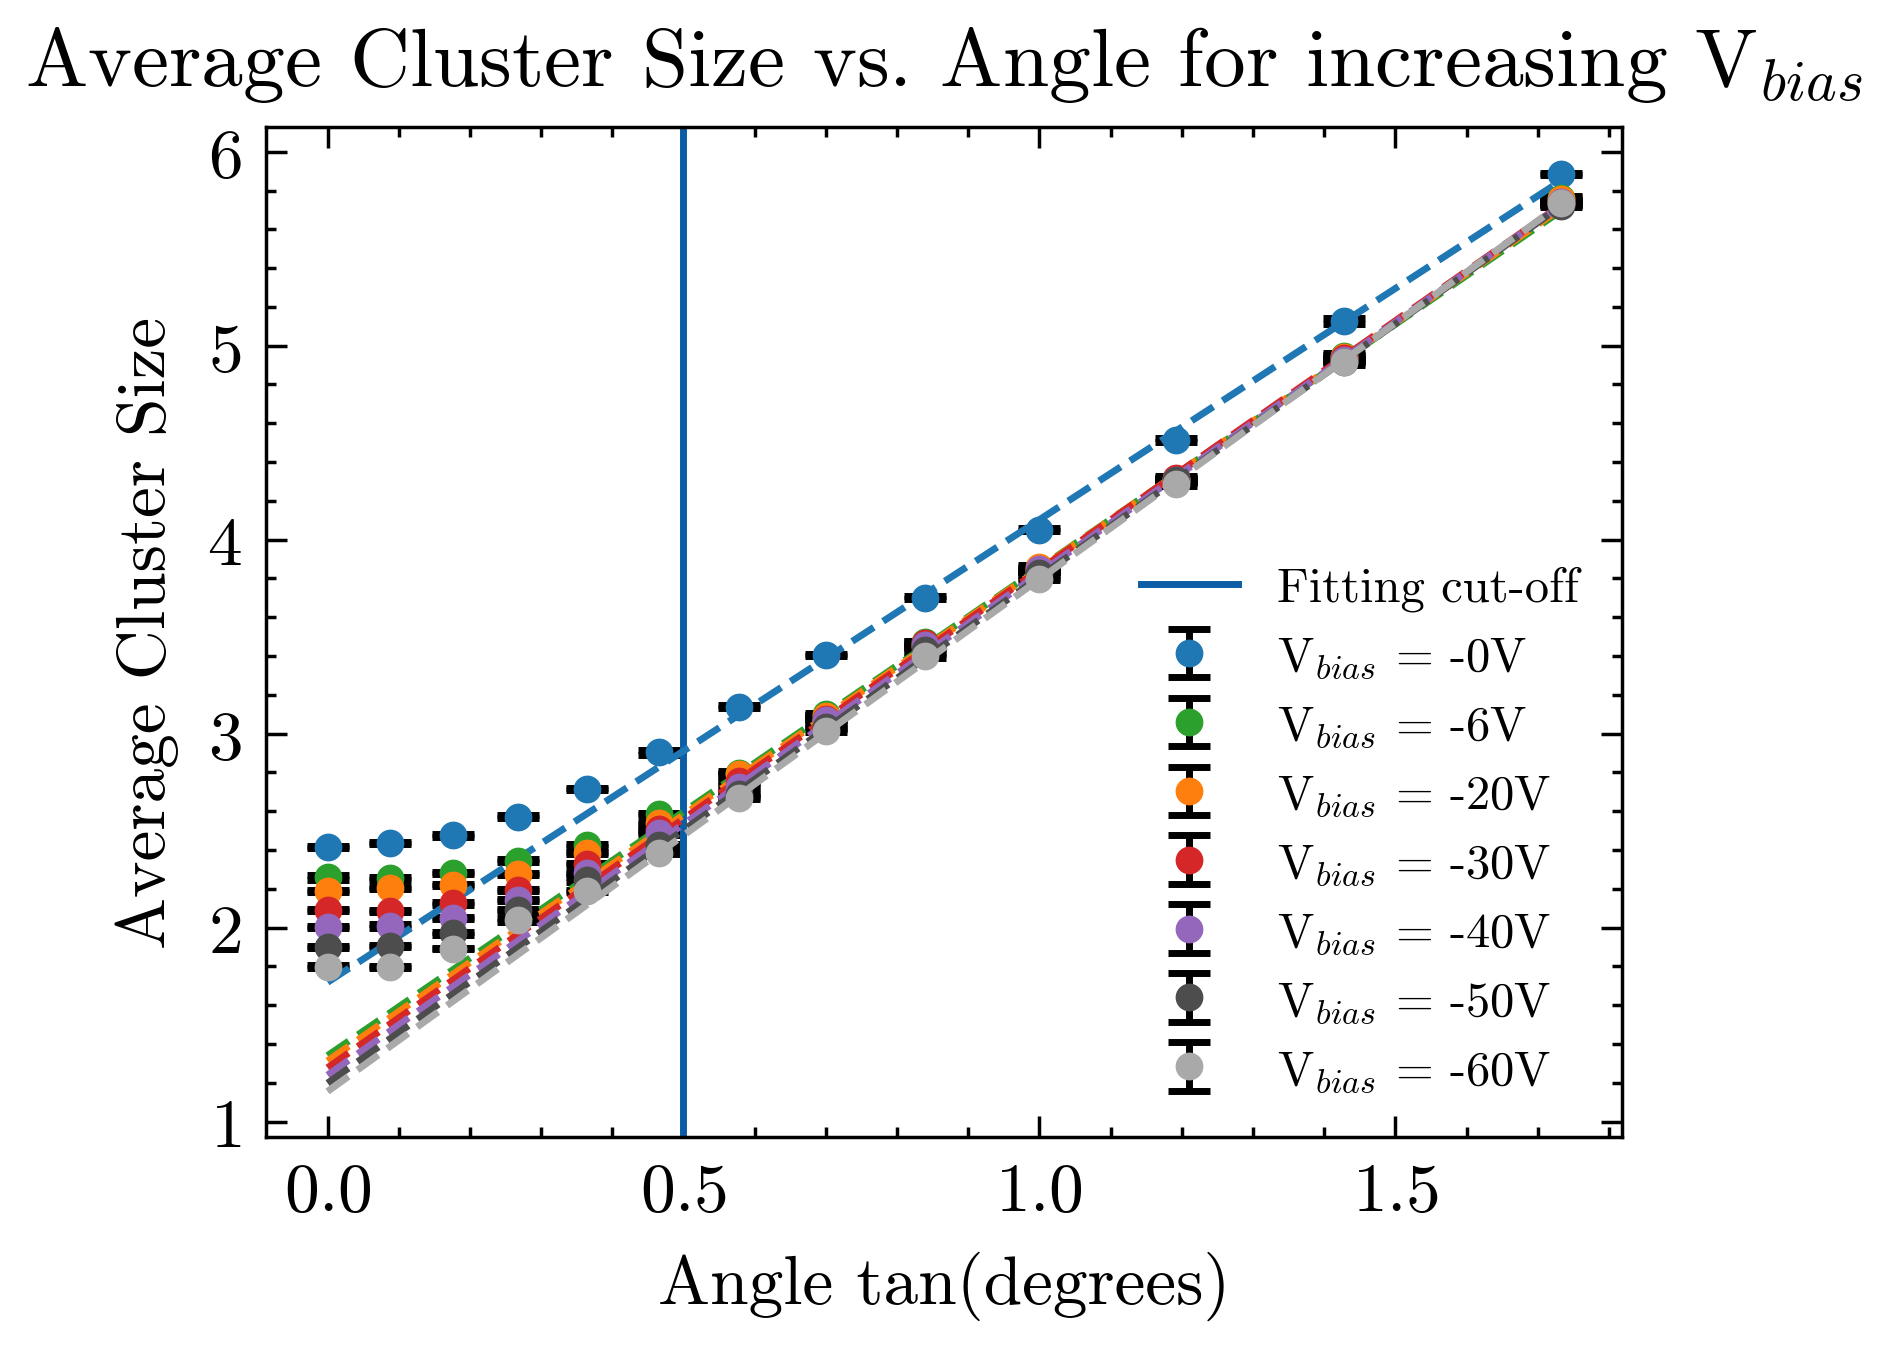 Average Cluster Size vs. Angle for increasing V_bias
6
5
4
3
2
1
Average Cluster Size
Fitting cut-off
V_bias = -0V
V_bias = -6V
V_bias = -20V
V_bias = -30V
V_bias = -40V
V_bias = -50V
V_bias = -60V
0.0 0.5 1.0 1.5
Angle tan(degrees)